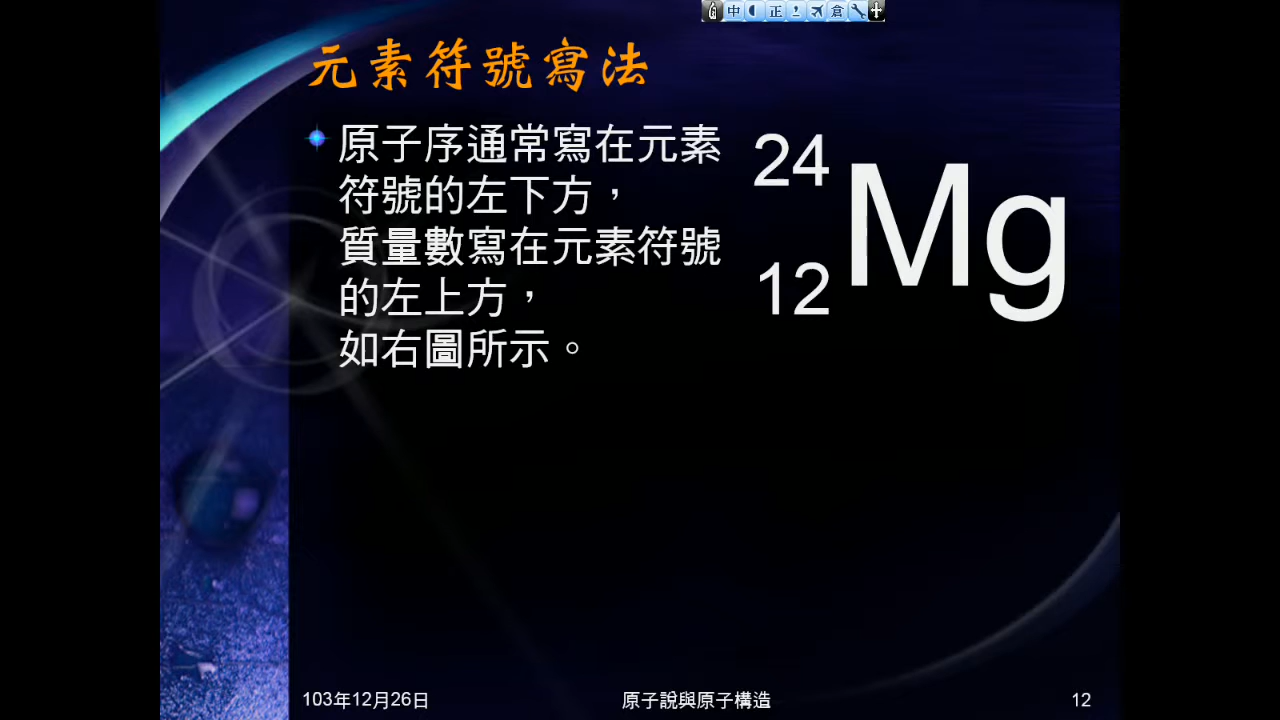 中 正 倉
元素符號寫法
原子序通常寫在元素
符號的左下方，
質量數寫在元素符號
的左上方，
如右圖所示。
24
12
Mg
103年12月26日
原子說與原子構造
12